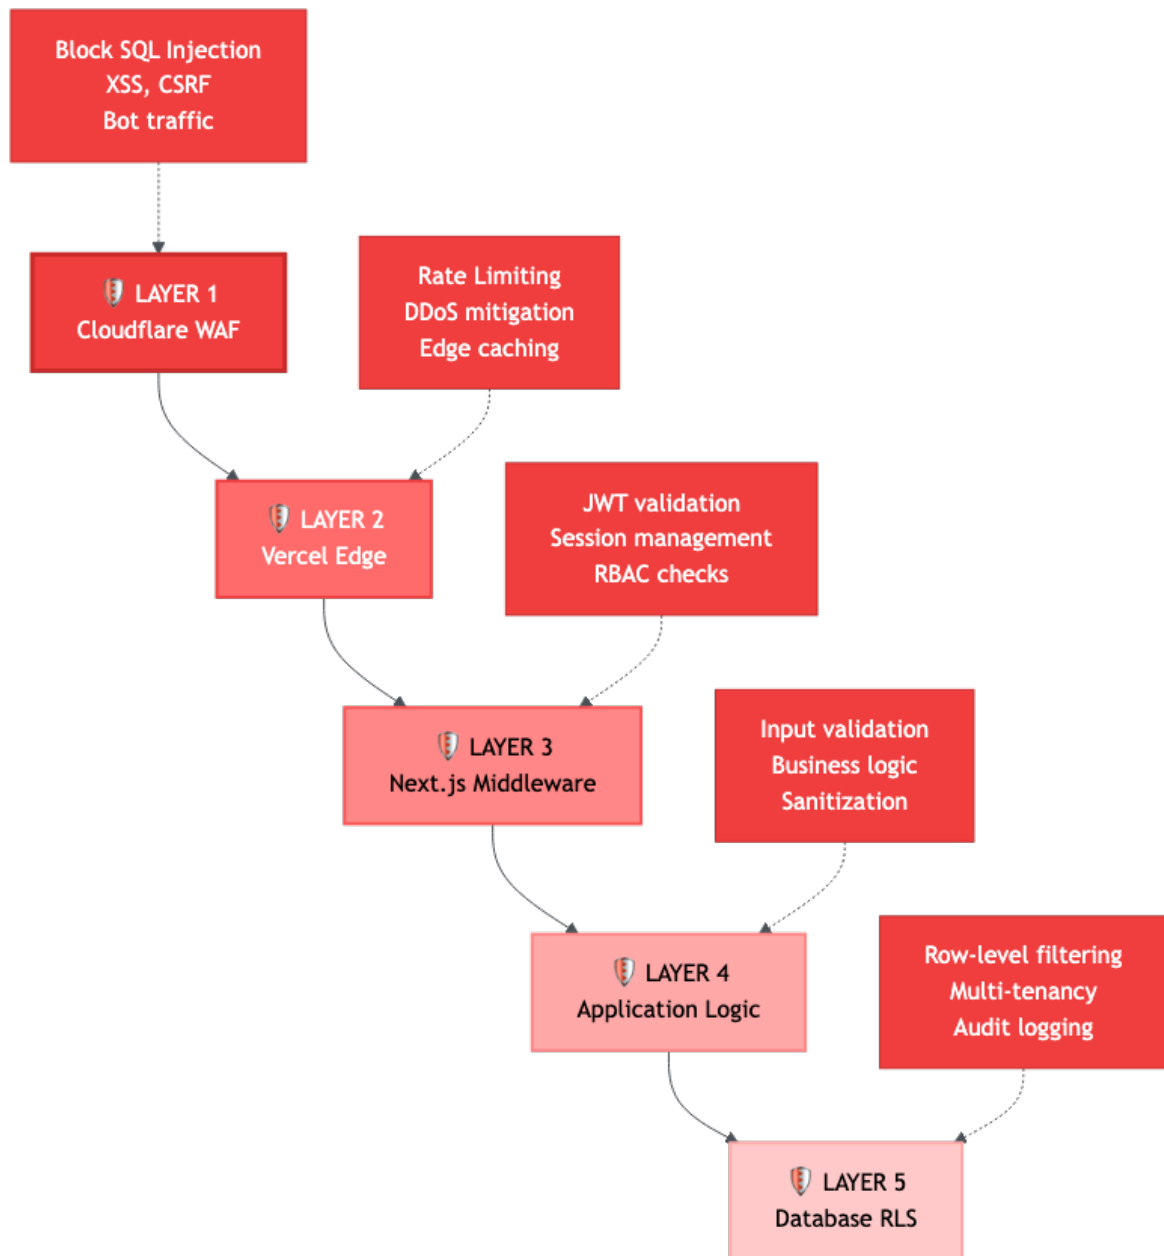 Block SQL Injection
XSS, CSRF
Bot traffic
LAYER 1
Cloudflare WAF
Rate Limiting
DDoS mitigation
Edge caching
LAYER 2
Vercel Edge
JWT validation
Session management
RBAC checks
LAYER 3
Next.js Middleware
Input validation
Business logic
Sanitization
LAYER 4
Application Logic
Row-level filtering
Multi-tenancy
Audit logging
LAYER 5
Database RLS